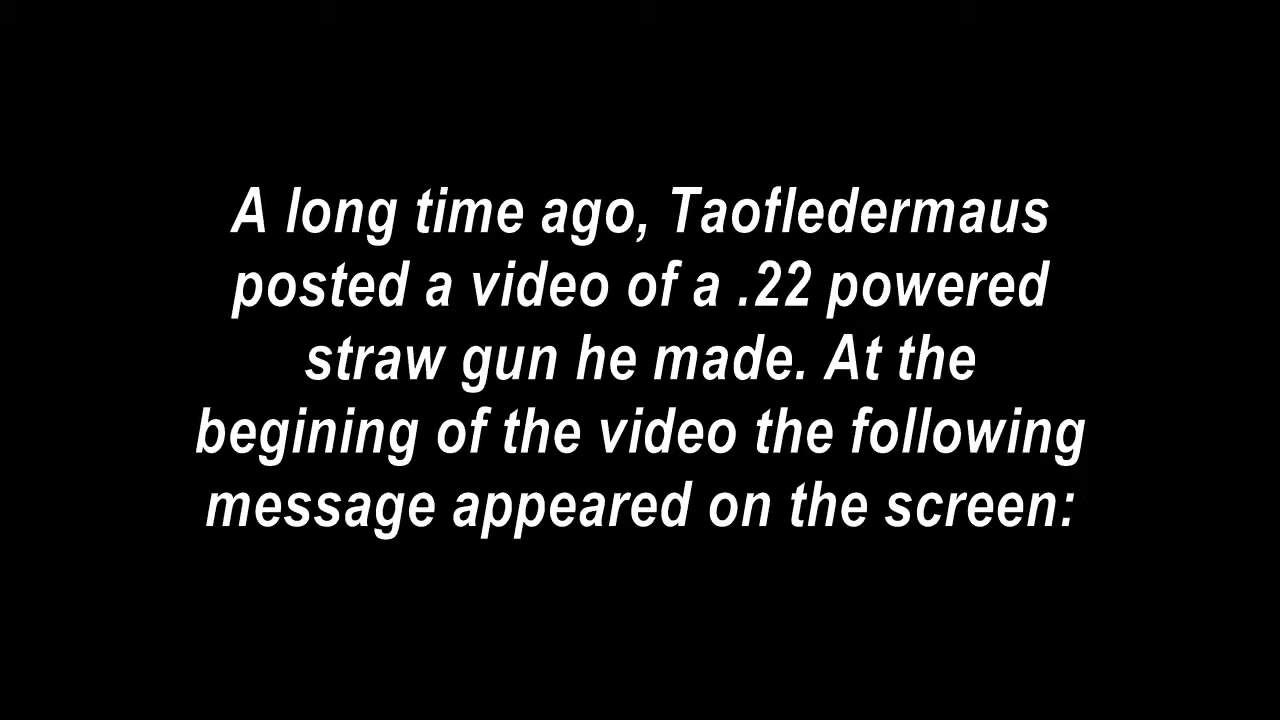 A long time ago, Taofledermaus
posted a video of a .22 powered
straw gun he made. At the
begining of the video the following
message appeared on the screen: